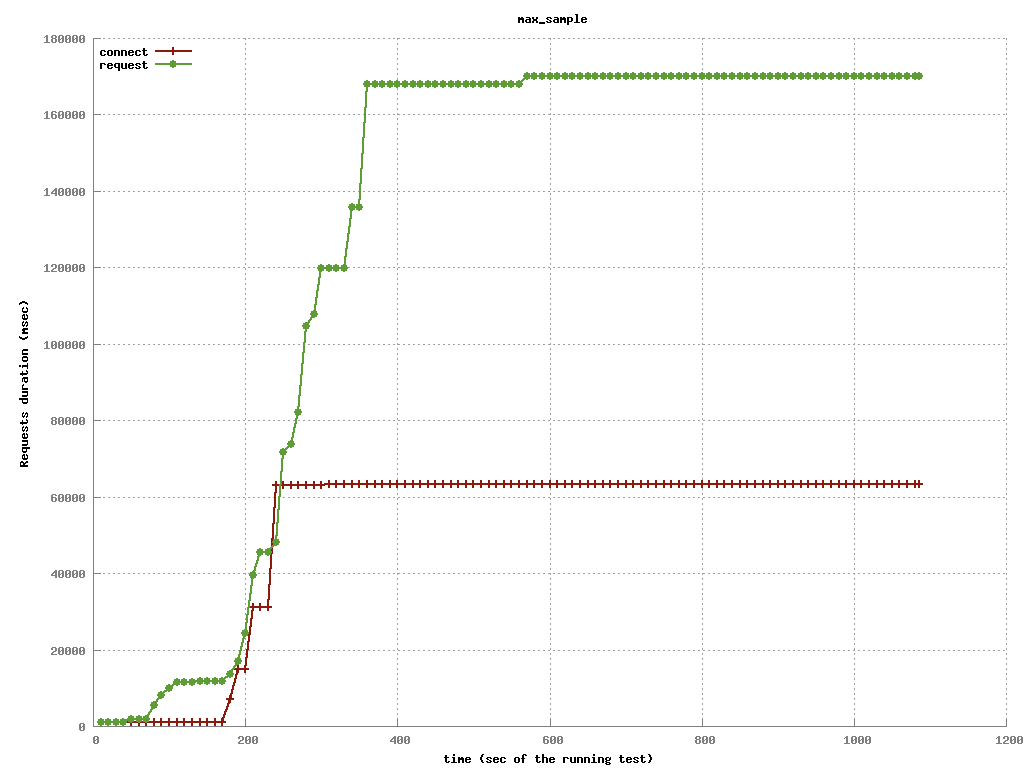 max_sample
180000
connect
request
160000
140000
120000
100000
80000
60000
40000
20000
0
Requests duration (msec)
0 200 400 600 800 1000 1200
time (sec of the running test)